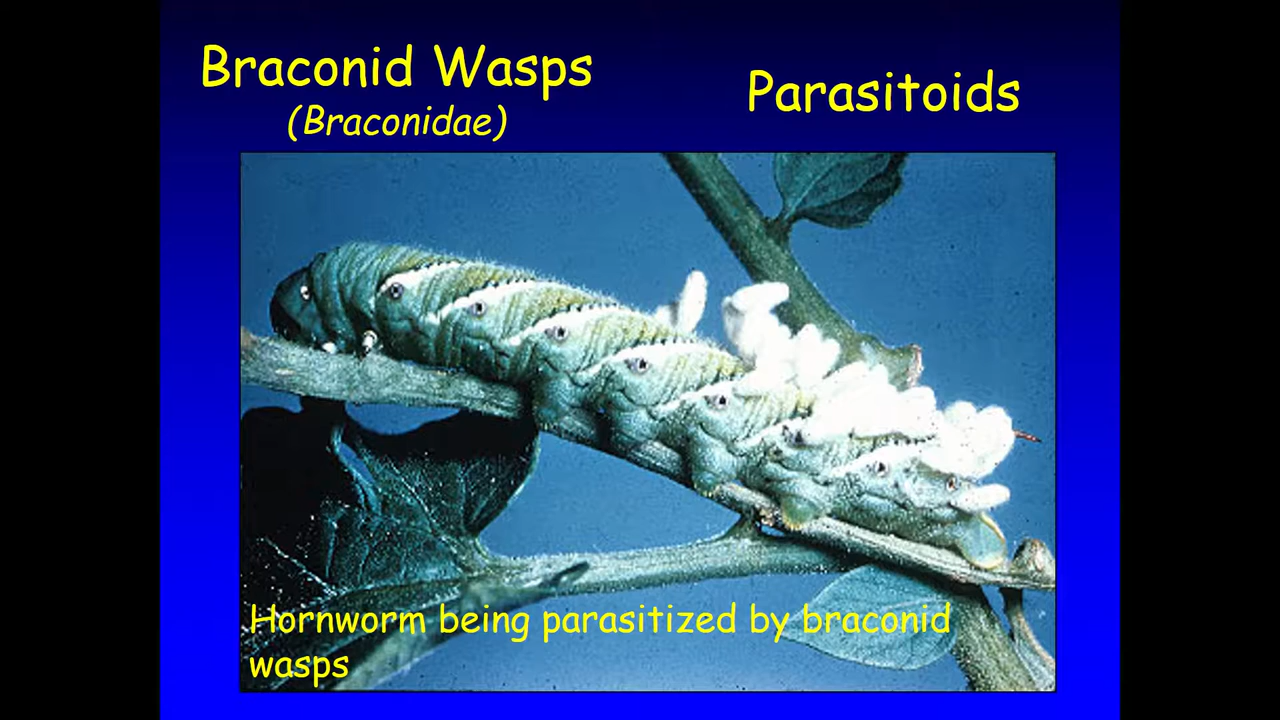 Braconid Wasps
(Braconidae)
Parasitoids
Hornworm being parasitized by braconid
wasps